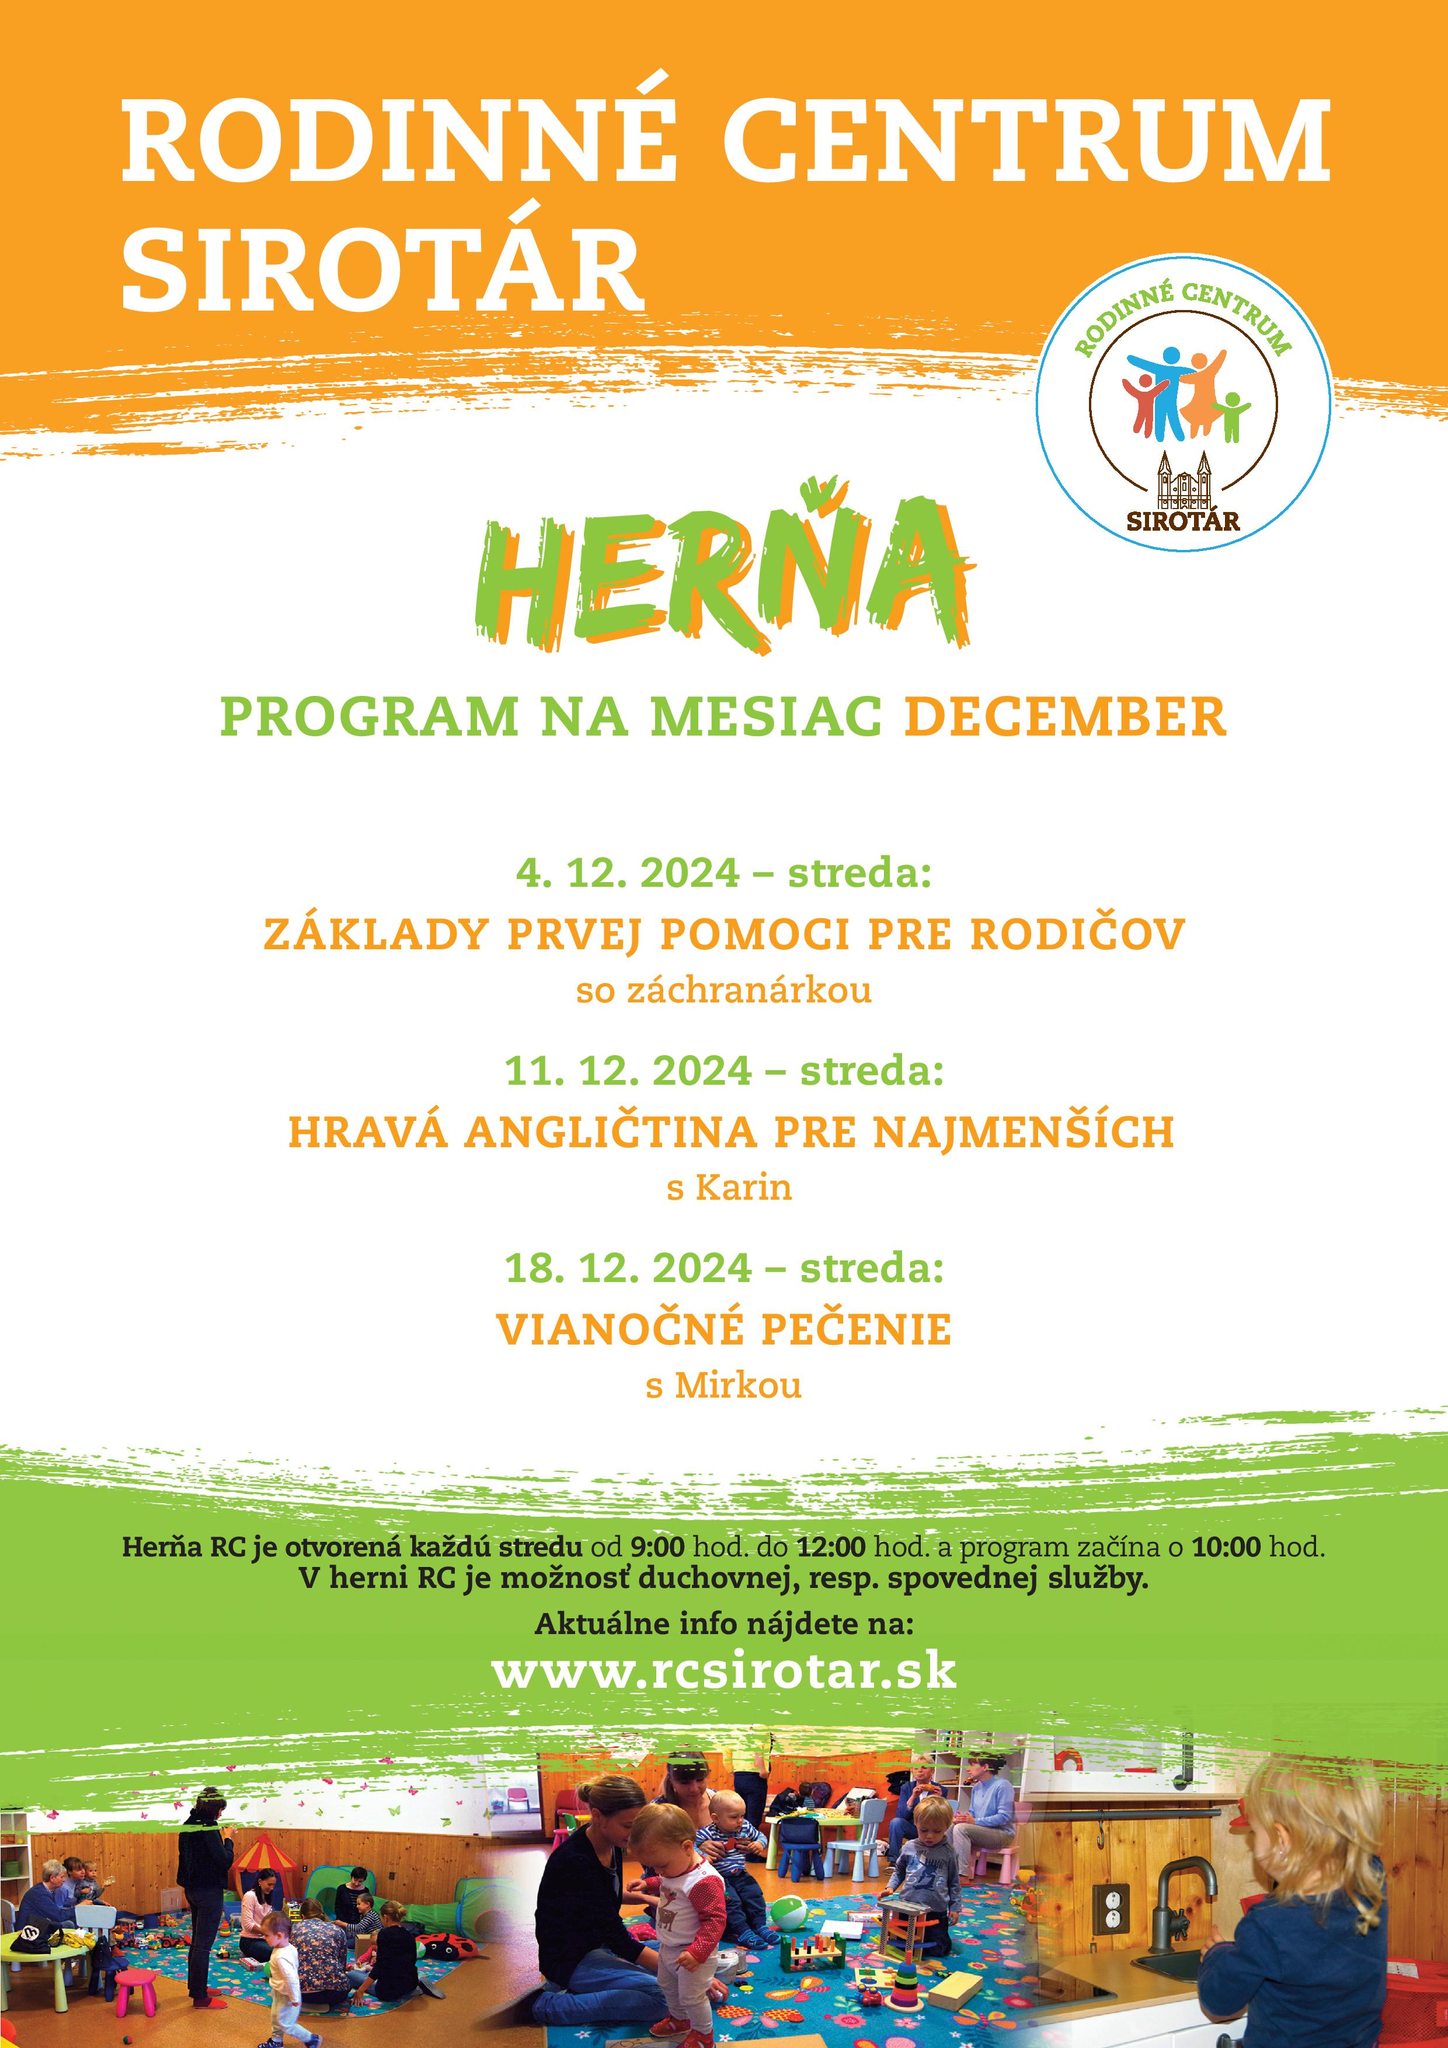 RODINNÉ CENTRUM
SIROTÁR
RODINNÉ CENTRUM
SIROTÁR
HERŇA
PROGRAM NA MESIAC DECEMBER
4. 12. 2024 – streda:
ZÁKLADY PRVEJ POMOCI PRE RODIČOV
so záchranárkou
11. 12. 2024 – streda:
HRAVÁ ANGLIČTINA PRE NAJMENŠÍCH
s Karin
18. 12. 2024 – streda:
VIANOČNÉ PEČENIE
s Mirkou
Herňa RC je otvorená každú stredu od 9:00 hod. do 12:00 hod. a program začína o 10:00 hod.
V herni RC je možnosť duchovnej, resp. spovednej služby.
Aktuálne info nájdete na:
www.rcsirotar.sk